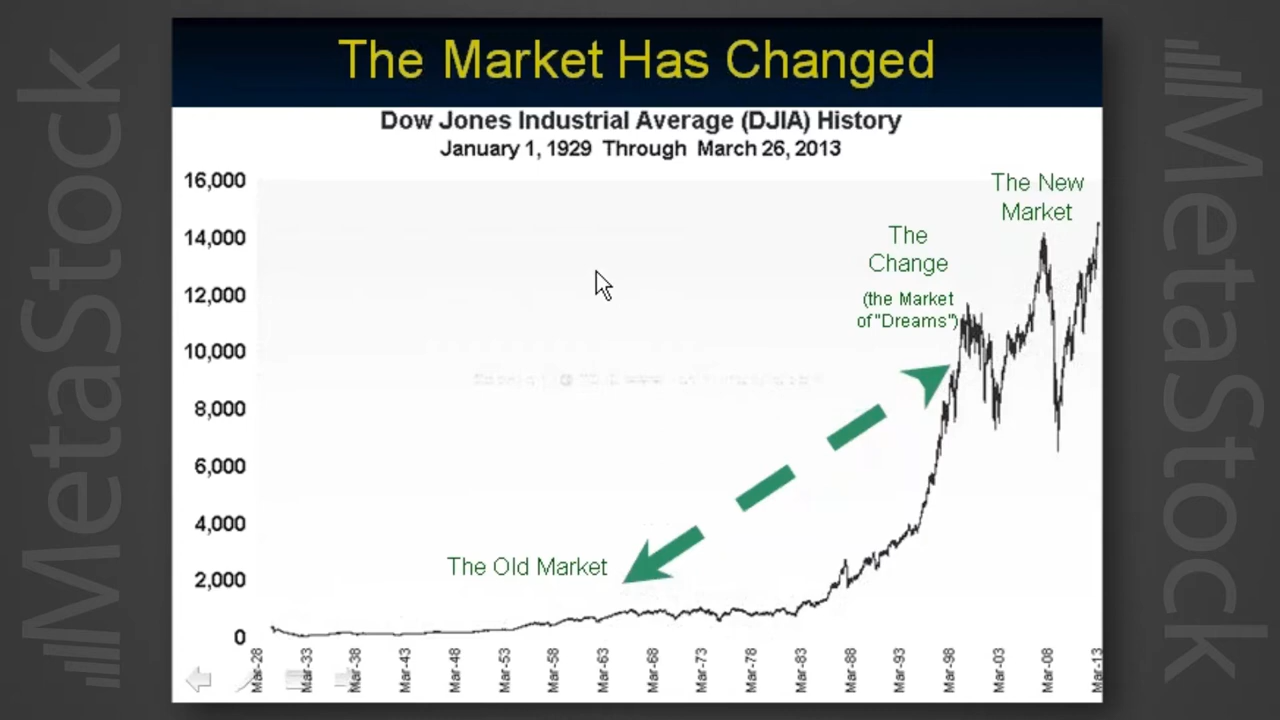 The Market Has Changed
Dow Jones Industrial Average (DJIA) History
January 1, 1929 Through March 26, 2013
16,000
14,000
12,000
10,000
8,000
6,000
4,000
2,000
0
The New
Market
The
Change
(the Market
of "Dreams")
The Old Market
Mar-28
Mar-33
Mar-38
Mar-43
Mar-48
Mar-53
Mar-58
Mar-63
Mar-68
Mar-73
Mar-78
Mar-83
Mar-88
Mar-93
Mar-98
Mar-03
Mar-08
Mar-13
MetaStock
MetaStock